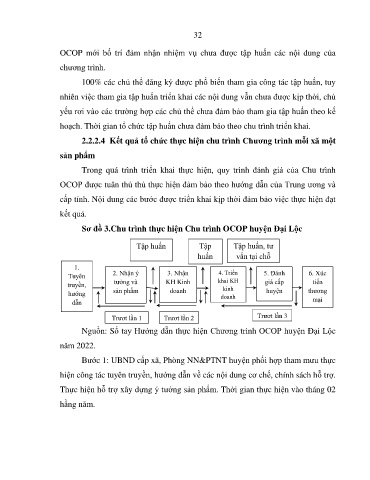 32
OCOP mới bố trí đảm nhận nhiệm vụ chưa được tập huấn các nội dung của
chương trình.
100% các chủ thể đăng ký được phổ biến tham gia công tác tập huấn, tuy
nhiên việc tham gia tập huấn triển khai các nội dung vẫn chưa được kịp thời, chủ
yếu rơi vào các trường hợp các chủ thể chưa đảm bảo tham gia tập huấn theo kế
hoạch. Thời gian tổ chức tập huấn chưa đảm bảo theo chu trình triển khai.
2.2.2.4 Kết quả tổ chức thực hiện chu trình Chương trình mỗi xã một
sản phẩm
Trong quá trình triển khai thực hiện, quy trình đánh giá của Chu trình
OCOP được tuân thủ thủ thực hiện đảm bảo theo hướng dẫn của Trung ương và
cấp tỉnh. Nội dung các bước được triển khai kịp thời đảm bảo việc thực hiện đạt
kết quả.
Sơ đồ 3.Chu trình thực hiện Chu trình OCOP huyện Đại Lộc
Tập huấn
Tập
huấn
Tập huấn, tư
vấn tại chỗ
1.
Tuyên
truyền,
hướng
dẫn
2. Nhận ý
tưởng và
sản phẩm
3. Nhận
KH Kinh
doanh
4. Triển
khai KH
kinh
doanh
5. Đánh
giá cấp
huyện
6. Xúc
tiến
thương
mại
Trượt lần 1
Trượt lần 2
Trượt lần 3
Nguồn: Sổ tay Hướng dẫn thực hiện Chương trình OCOP huyện Đại Lộc
năm 2022.
Bước 1: UBND cấp xã, Phòng NN&PTNT huyện phối hợp tham mưu thực
hiện công tác tuyên truyền, hướng dẫn về các nội dung cơ chế, chính sách hỗ trợ.
Thực hiện hỗ trợ xây dựng ý tưởng sản phẩm. Thời gian thực hiện vào tháng 02
hằng năm.